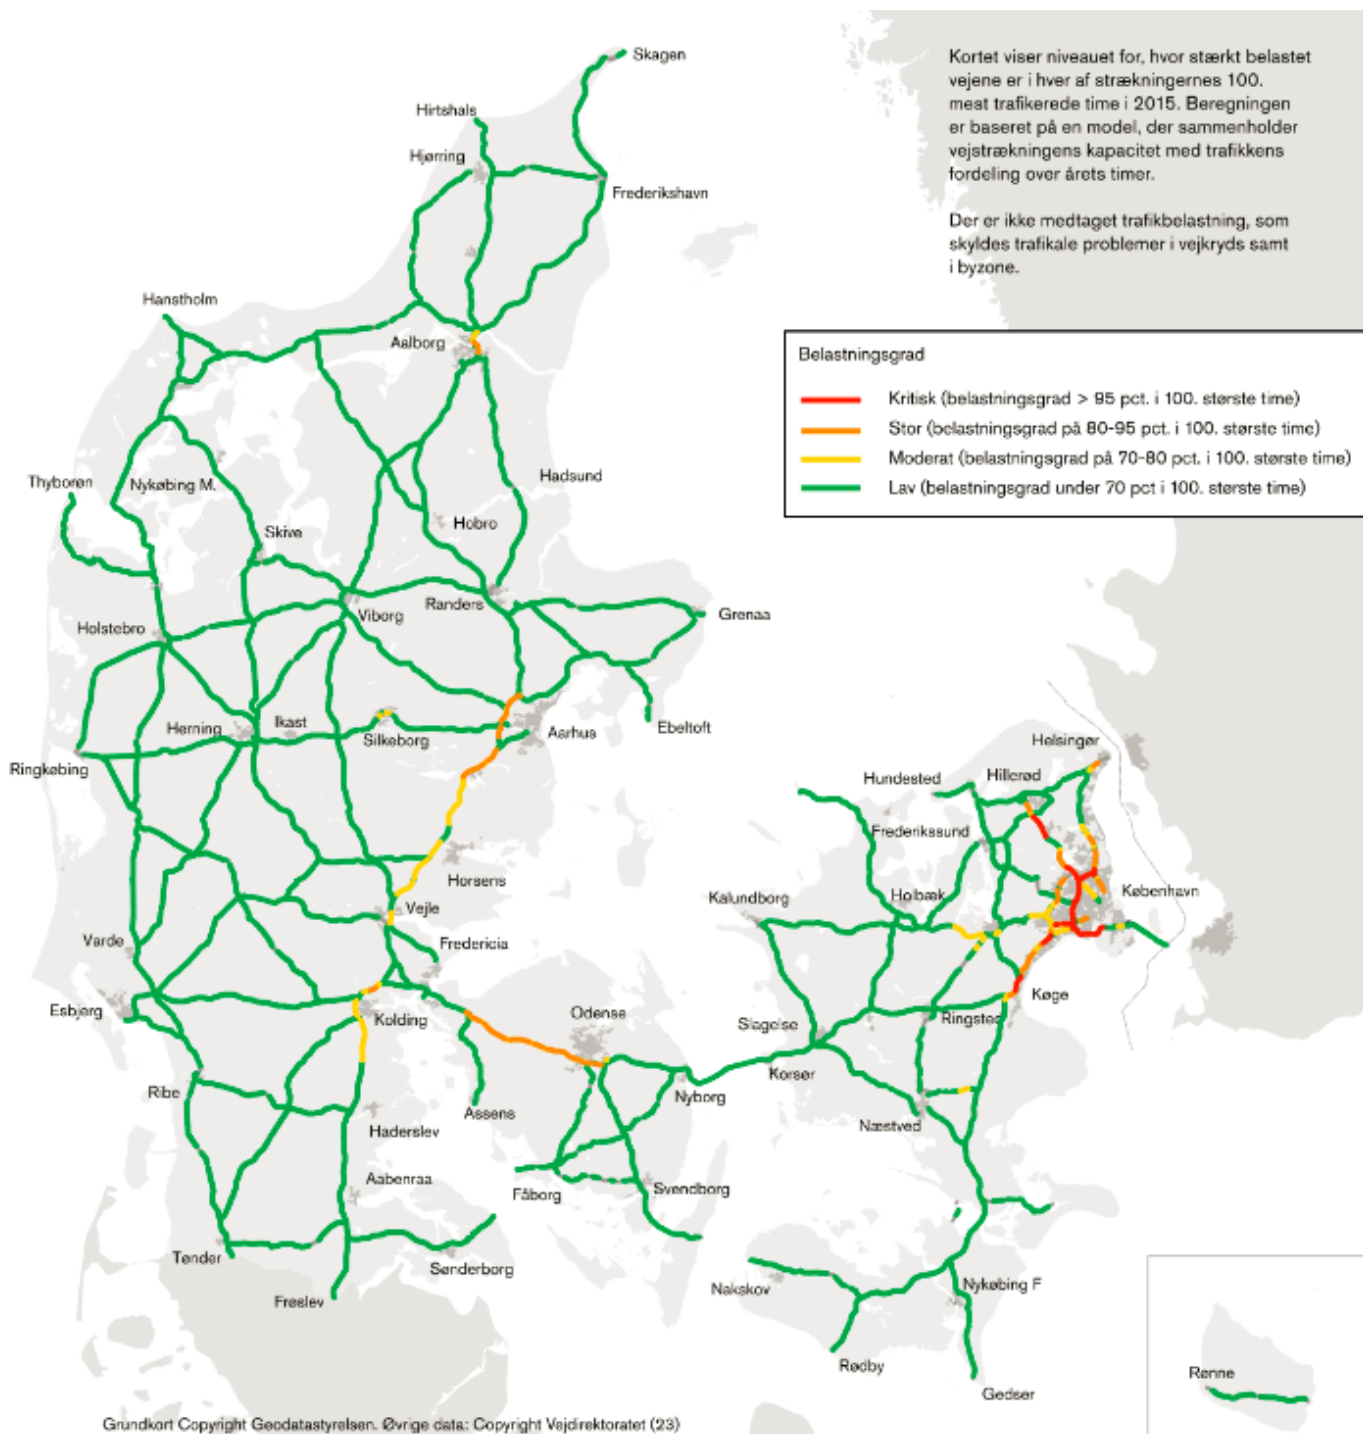 Kortet viser niveauet for, hvor stærkt belastet
vejene er i hver af strækningernes 100.
mest trafikerede time i 2015. Beregningen
er baseret på en model, der sammenholder
vejstrækningens kapacitet med trafikkens
fordeling over årets timer.
Der er ikke medtaget trafikbelastning, som
skyldes trafikale problemer i vejkryds samt
i byzone.
Belastningsgrad
Kritisk (belastningsgrad > 95 pct. i 100. største time)
Stor (belastningsgrad på 80-95 pct. i 100. største time)
Moderat (belastningsgrad på 70-80 pct. i 100. største time)
Lav (belastningsgrad under 70 pct i 100. største time)
Skagen
Hirtshals
Hjørring
Frederikshavn
Hanstholm
Aalborg
Thyborøn
Nykøbing M.
Hadsund
Skive
Hobro
Viborg
Randers
Grenaa
Holstebro
Herning
Ikast
Silkeborg
Aarhus
Ebeltoft
Ringkøbing
Helsingør
Hundested
Hillerød
Frederikssund
Horsens
Kalundborg
Holbæk
København
Vejle
Varde
Fredericia
Esbjerg
Kolding
Odense
Slagelse
Ringsted
Køge
Ribe
Assens
Nyborg
Korsør
Næstved
Haderslev
Aabenraa
Fåborg
Svendborg
Tønder
Sønderborg
Frøslev
Nakskov
Nykøbing F
Rødby
Gedser
Rønne
Grundkort Copyright Geodatastyrelsen. Øvrige data: Copyright Vejdirektoratet (23)